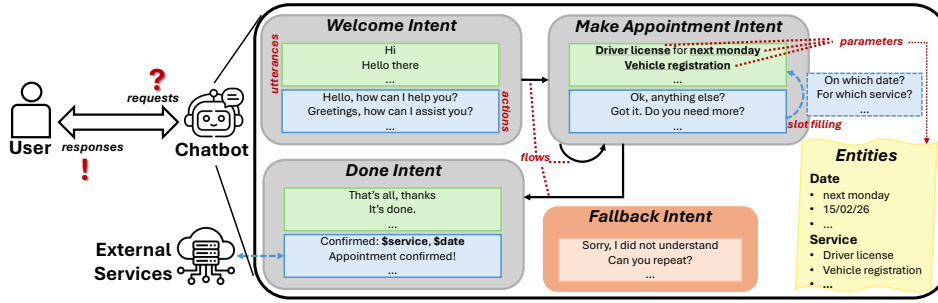 Welcome Intent
utterances
Hi
Hello there
...
Hello, how can I help you?
Greetings, how can I assist you?
...
actions
Make Appointment Intent
Driver license for next monday
Vehicle registration
...
Ok, anything else?
Got it. Do you need more?
...
parameters
On which date?
For which service?
...
slot filling
?
requests
User
responses
!
Chatbot
flows
Done Intent
That's all, thanks
It's done.
...
Confirmed: $service, $date
Appointment confirmed!
...
External
Services
Fallback Intent
Sorry, I did not understand
Can you repeat?
...
Entities
Date
• next monday
• 15/02/26
• ...
Service
• Driver license
• Vehicle registration
• ...